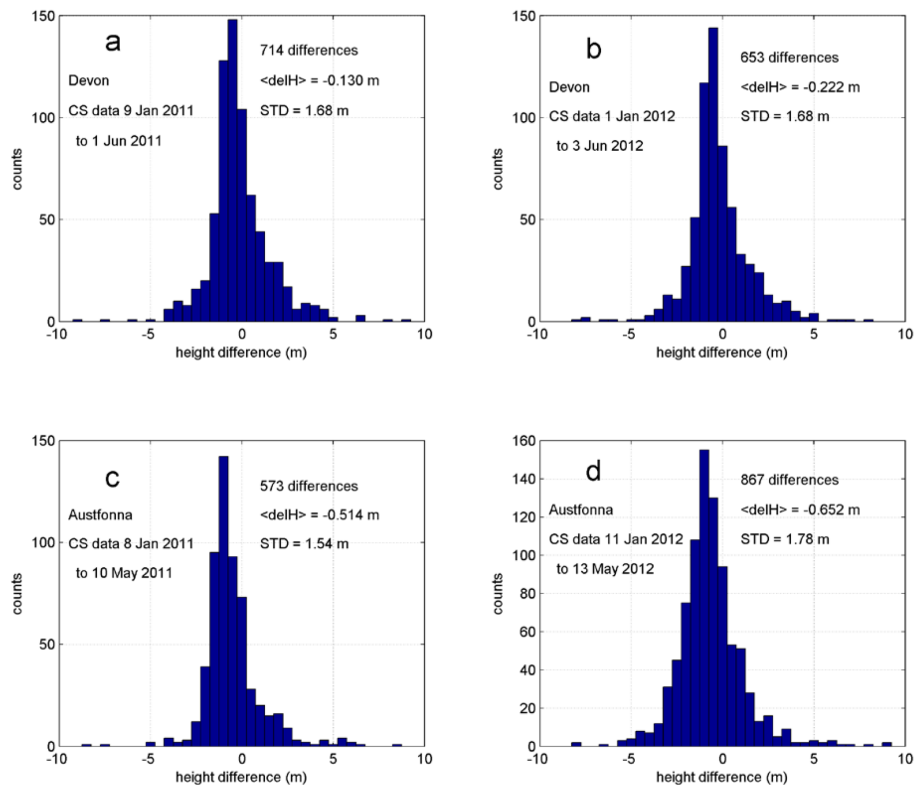 a
714 differences
Devon
<delH> = -0.130 m
CS data 9 Jan 2011
STD = 1.68 m
to 1 Jun 2011
counts
150
100
50
0
-10
-5
0
5
10
height difference (m)
b
653 differences
Devon
<delH> = -0.222 m
CS data 1 Jan 2012
STD = 1.68 m
to 3 Jun 2012
counts
150
100
50
0
-10
-5
0
5
10
height difference (m)
c
573 differences
Austfonna
<delH> = -0.514 m
CS data 8 Jan 2011
STD = 1.54 m
to 10 May 2011
counts
150
100
50
0
-10
-5
0
5
10
height difference (m)
d
867 differences
Austfonna
<delH> = -0.652 m
CS data 11 Jan 2012
STD = 1.78 m
to 13 May 2012
counts
160
140
120
100
80
60
40
20
0
-10
-5
0
5
10
height difference (m)